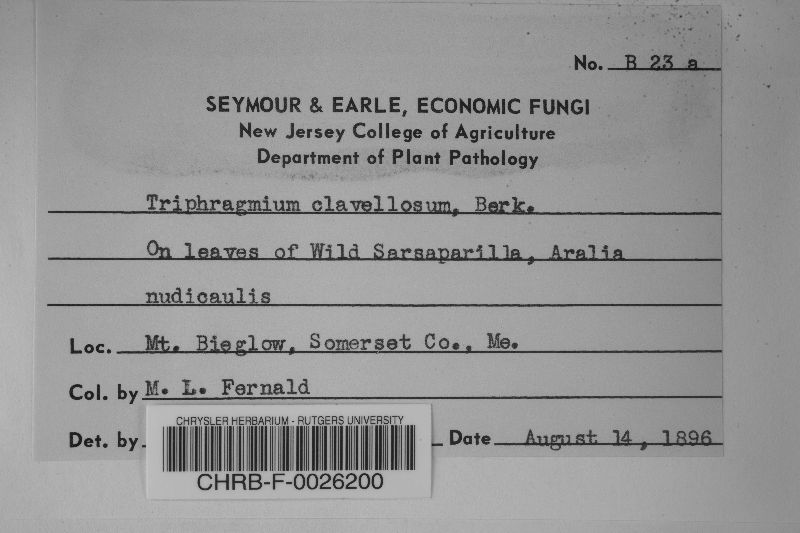 No. B 23 a
SEYMOUR & EARLE, ECONOMIC FUNGI
New Jersey College of Agriculture
Department of Plant Pathology
Triphragmium clavellosum, Berk.
On leaves of Wild Sarsaparilla, Aralia
nudicaulis
Loc. Mt. Bieglow, Somerset Co., Me.
Col. by M. L. Fernald
Det. by Date August 14, 1896
CHRYSLER HERBARIUM - RUTGERS UNIVERSITY
CHRB-F-0026200